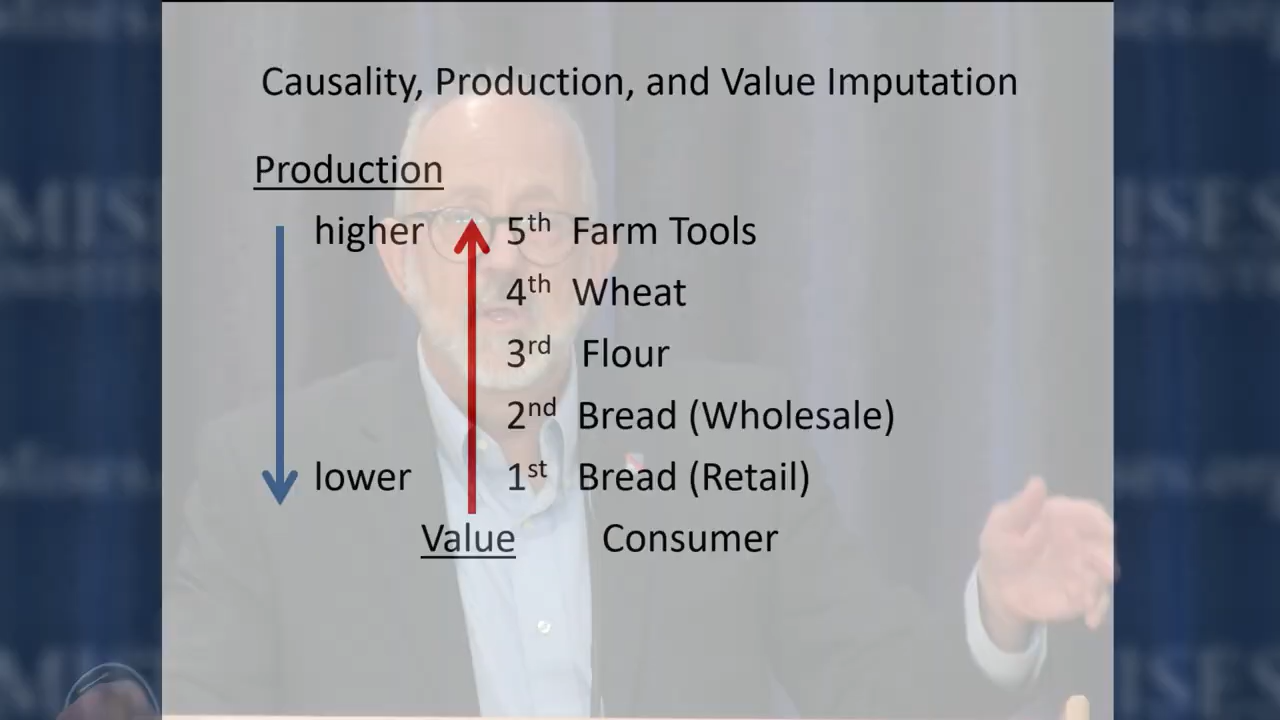 Causality, Production, and Value Imputation
Production
higher 5th Farm Tools
4th Wheat
3rd Flour
2nd Bread (Wholesale)
lower 1st Bread (Retail)
Value Consumer